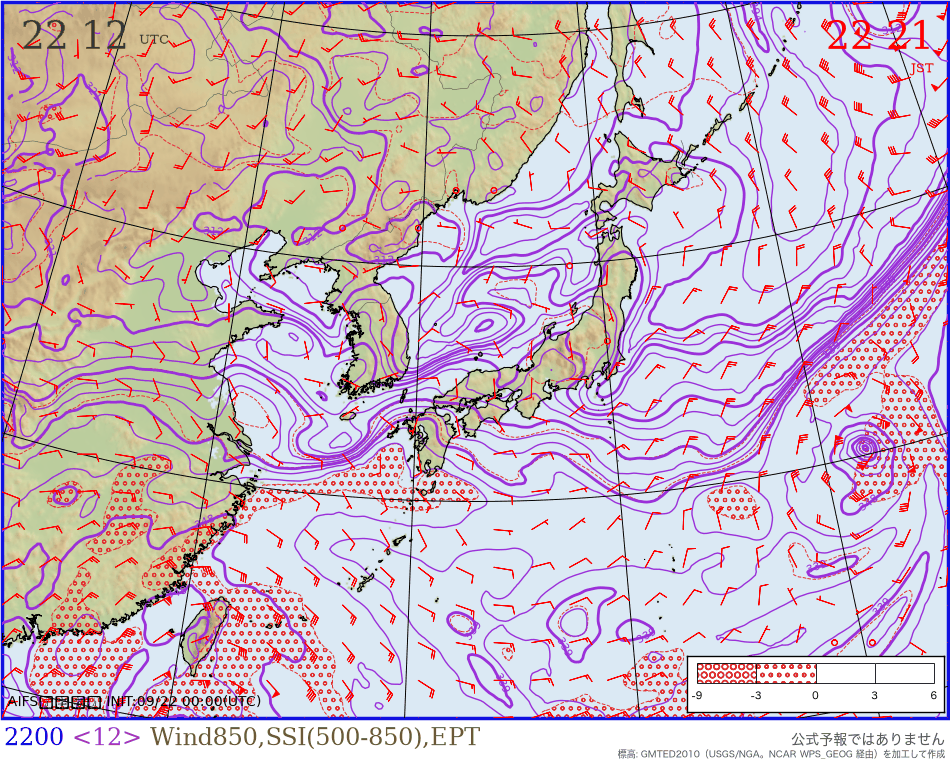 22 12 UTC
22 21 JST
-9 -3 0 3 6
INIT:09/22 00:00(UTC)
2200 <12> Wind850,SSI(500-850),EPT
公式予報ではありません
標高: GMTED2010（USGS/NGA。NCAR WPS_GEOG 経由）を加工して作成